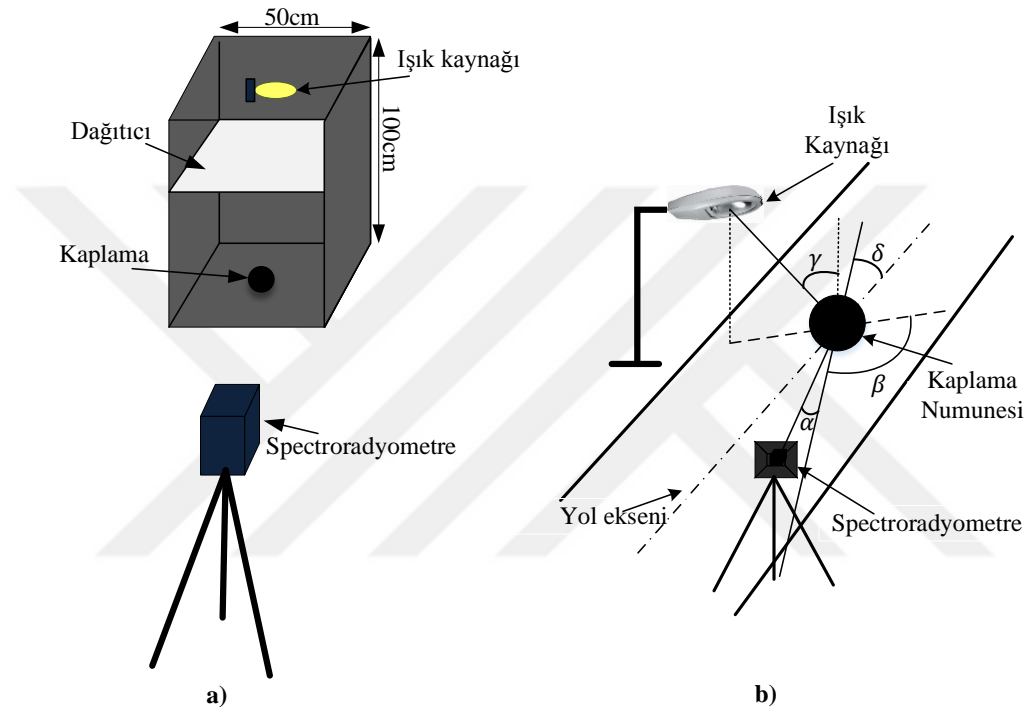 50cm
Işık kaynağı
100cm
Dağıtıcı
Kaplama
Spectroradyometre
a)
Işık
Kaynağı
γ
δ
β
Kaplama
Numunesi
α
Yol ekseni
Spectroradyometre
b)